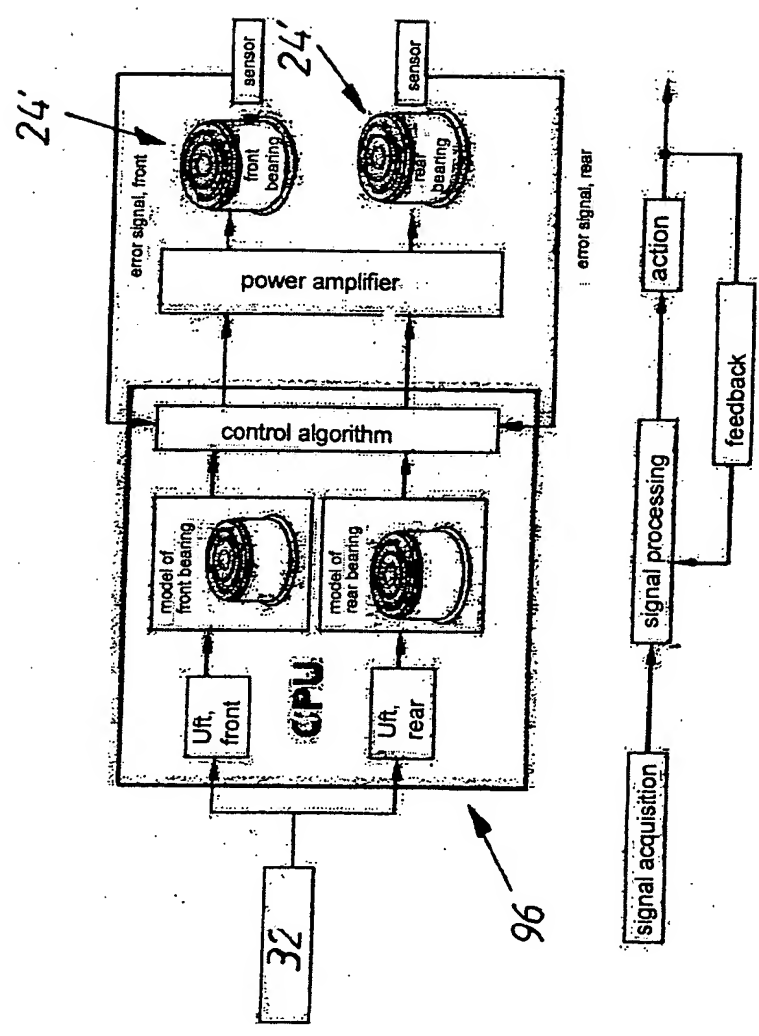 24'
24'
sensor
sensor
error signal, front
front
bearing
rear
bearing
error signal, rear
power amplifier
control algorithm
model of
front bearing
model of
rear bearing
Uft,
front
Uft,
rear
CPU
32
96
signal acquisition
signal processing
action
feedback